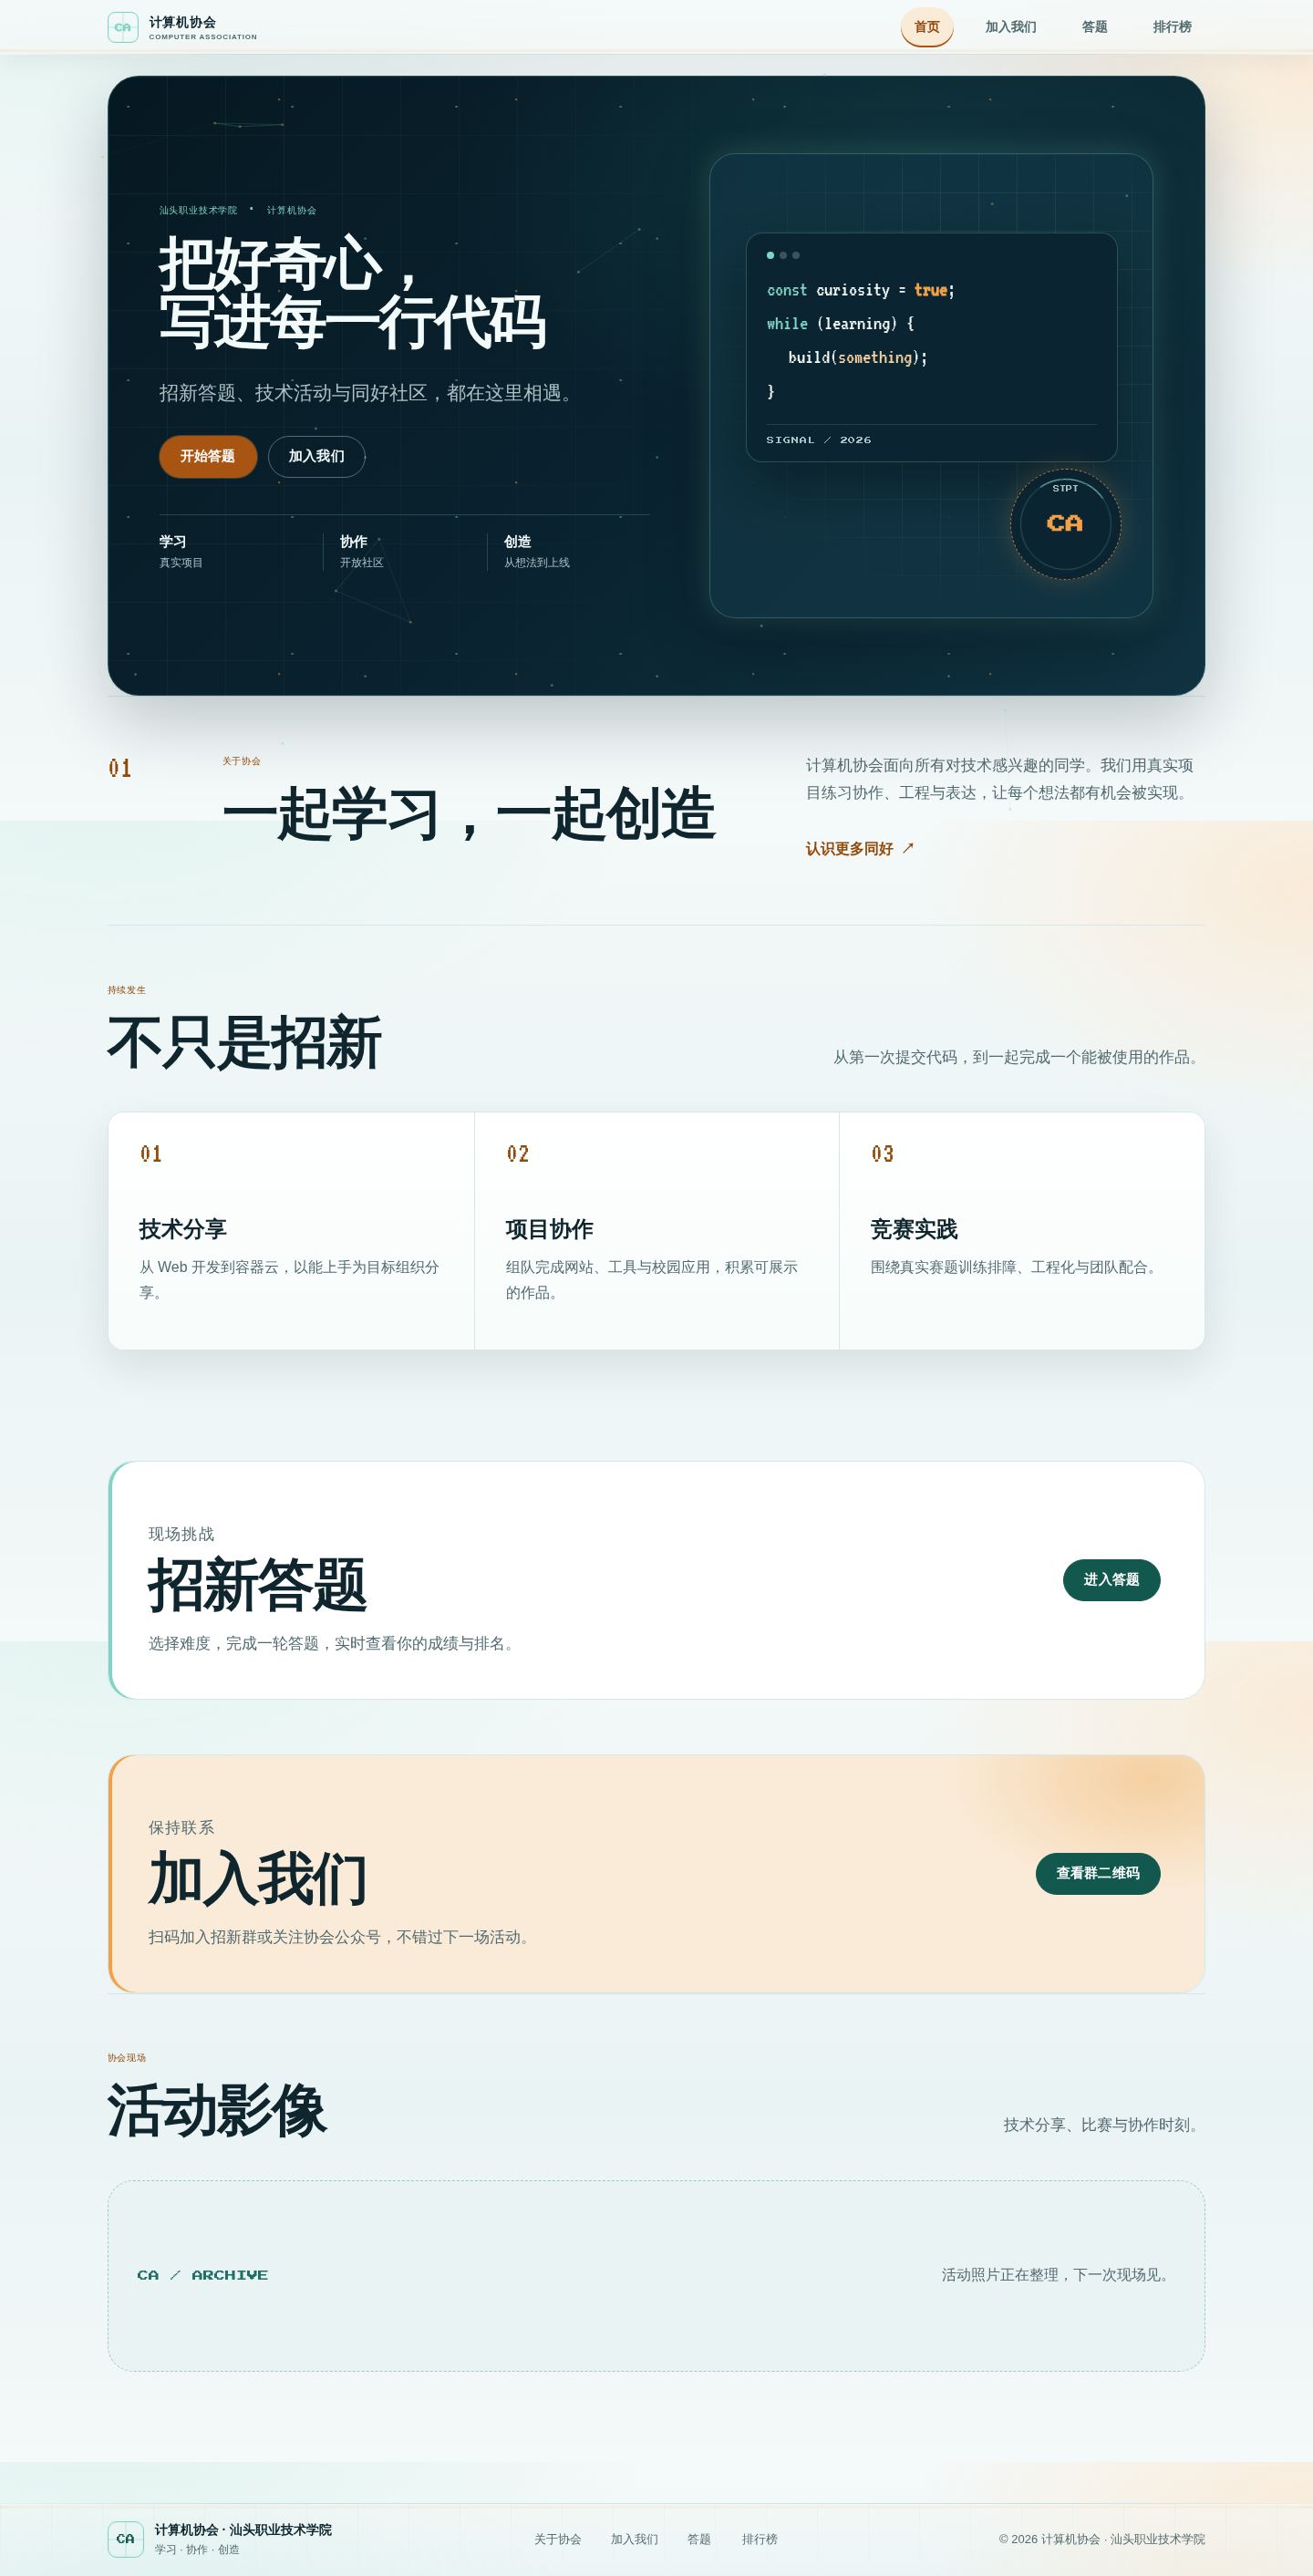 CA
计算机协会
COMPUTER ASSOCIATION
首页
加入我们
答题
排行榜
汕头职业技术学院 • 计算机协会
把好奇心，
写进每一行代码
招新答题、技术活动与同好社区，都在这里相遇。
开始答题
加入我们
学习
真实项目
协作
开放社区
创造
从想法到上线
const curiosity = true;
while (learning) {
build(something);
}
SIGNAL / 2026
STPT
CA
01
关于协会
一起学习，一起创造
计算机协会面向所有对技术感兴趣的同学。我们用真实项
目练习协作、工程与表达，让每个想法都有机会被实现。
认识更多同好 ↗
持续发生
不只是招新
从第一次提交代码，到一起完成一个能被使用的作品。
01
技术分享
从 Web 开发到容器云，以能上手为目标组织分
享。
02
项目协作
组队完成网站、工具与校园应用，积累可展示
的作品。
03
竞赛实践
围绕真实赛题训练排障、工程化与团队配合。
现场挑战
招新答题
选择难度，完成一轮答题，实时查看你的成绩与排名。
进入答题
保持联系
加入我们
扫码加入招新群或关注协会公众号，不错过下一场活动。
查看群二维码
协会现场
活动影像
技术分享、比赛与协作时刻。
CA / ARCHIVE
活动照片正在整理，下一次现场见。
CA
计算机协会 · 汕头职业技术学院
学习 · 协作 · 创造
关于协会
加入我们
答题
排行榜
© 2026 计算机协会 · 汕头职业技术学院